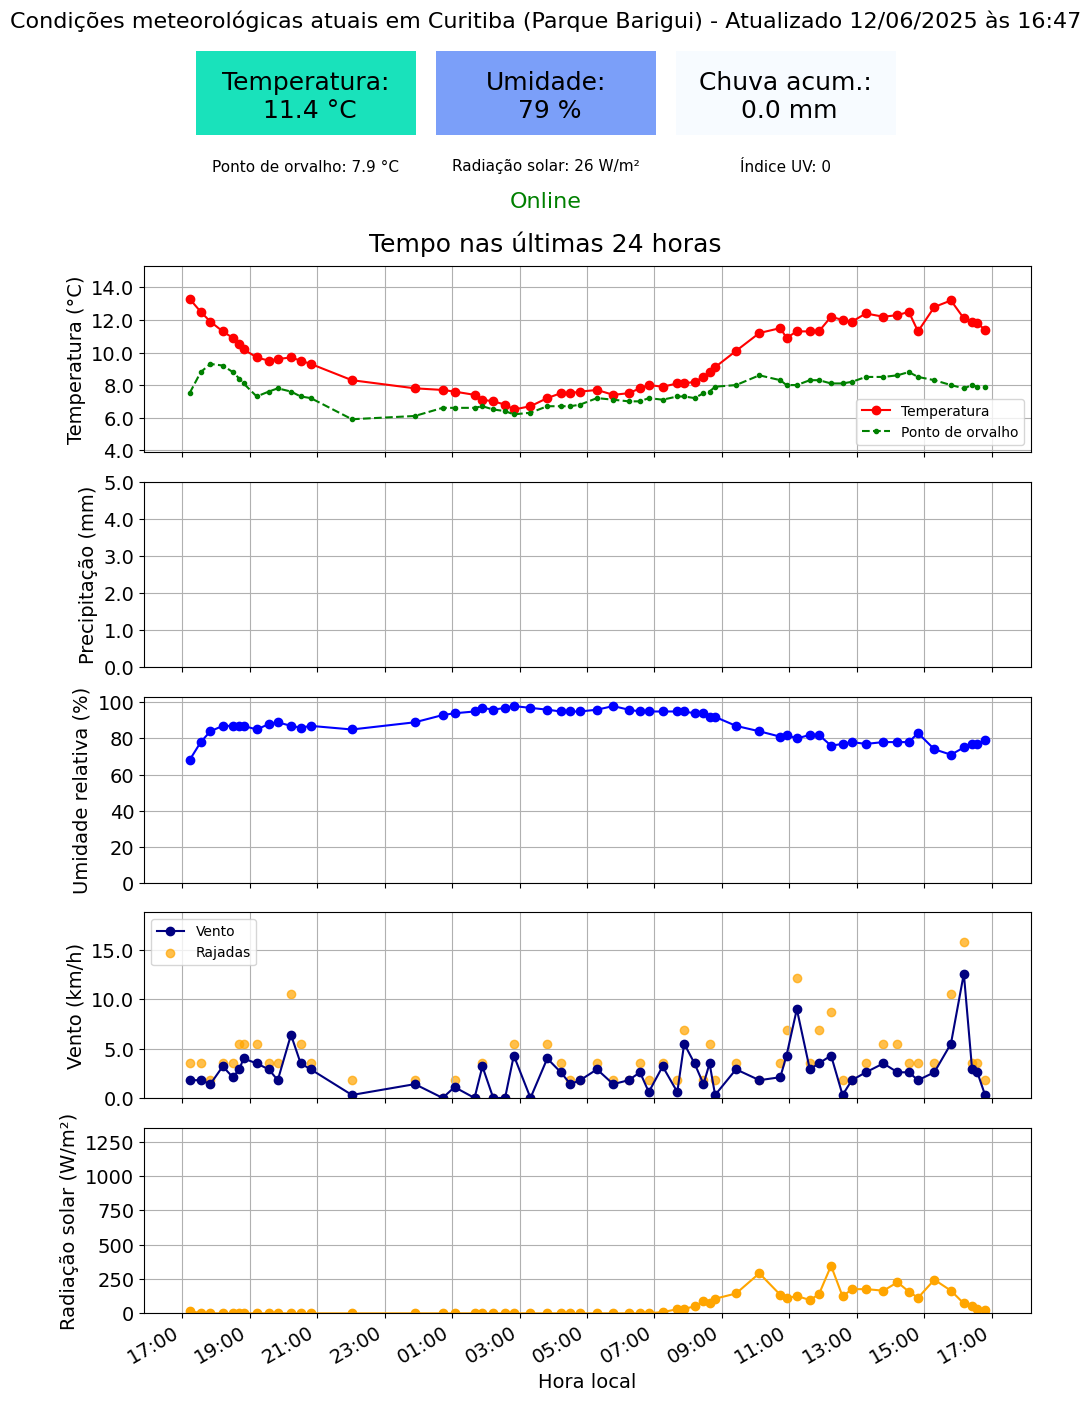 Condições meteorológicas atuais em Curitiba (Parque Barigui) - Atualizado 12/06/2025 às 16:47
Temperatura:
11.4 °C
Umidade:
79 %
Chuva acum.:
0.0 mm
Ponto de orvalho: 7.9 °C
Radiação solar: 26 W/m²
Índice UV: 0
Online
Tempo nas últimas 24 horas
Temperatura (°C)
14.0
12.0
10.0
8.0
6.0
4.0
Temperatura
Ponto de orvalho
Precipitação (mm)
5.0
4.0
3.0
2.0
1.0
0.0
Umidade relativa (%)
100
80
60
40
20
0
Vento (km/h)
15.0
10.0
5.0
0.0
Vento
Rajadas
Radiação solar (W/m²)
1250
1000
750
500
250
0
17:00
19:00
21:00
23:00
01:00
03:00
05:00
07:00
09:00
11:00
13:00
15:00
17:00
Hora local